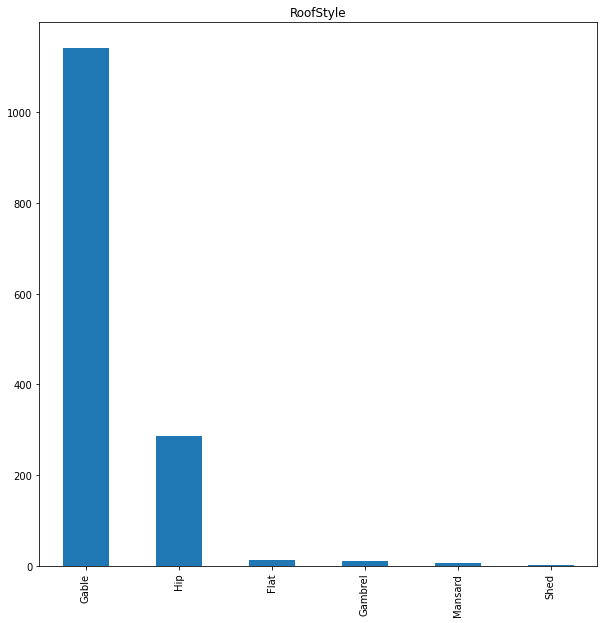 RoofStyle
1000
800
600
400
200
0
Gable
Hip
Flat
Gambrel
Mansard
Shed